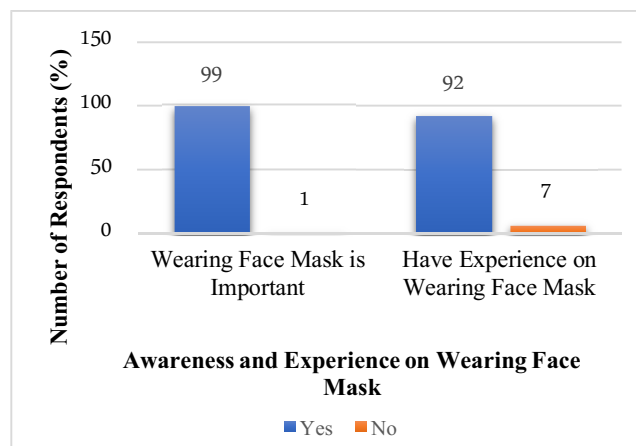 Number of Respondents (%)
150
100
50
0
99
1
92
7
Wearing Face Mask is
Important
Have Experience on
Wearing Face Mask
Awareness and Experience on Wearing Face
Mask
Yes
No